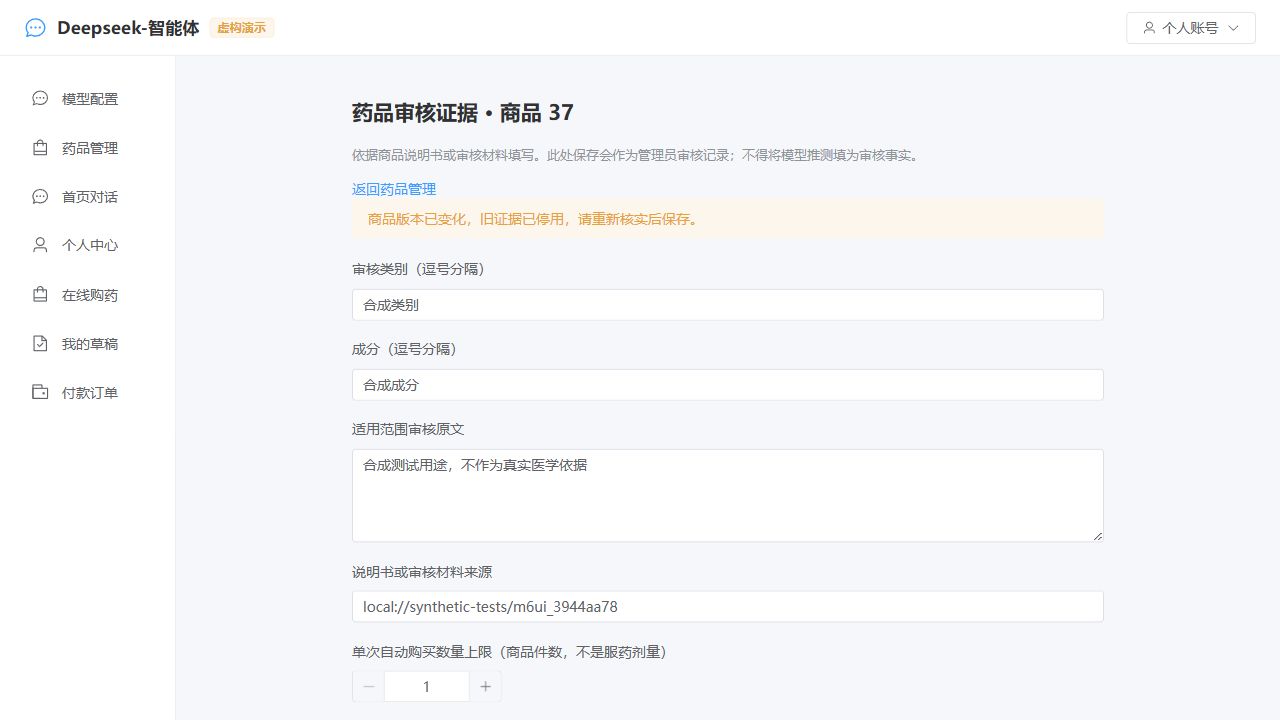 Deepseek-智能体 虚构演示
个人账号
模型配置
药品管理
首页对话
个人中心
在线购药
我的草稿
付款订单
药品审核证据 • 商品 37
依据商品说明书或审核材料填写。此处保存会作为管理员审核记录；不得将模型推测填为审核事实。
返回药品管理
商品版本已变化，旧证据已停用，请重新核实后保存。
审核类别（逗号分隔）
合成类别
成分（逗号分隔）
合成成分
适用范围审核原文
合成测试用途，不作为真实医学依据
说明书或审核材料来源
local://synthetic-tests/m6ui_3944aa78
单次自动购买数量上限（商品件数，不是服药剂量）
1